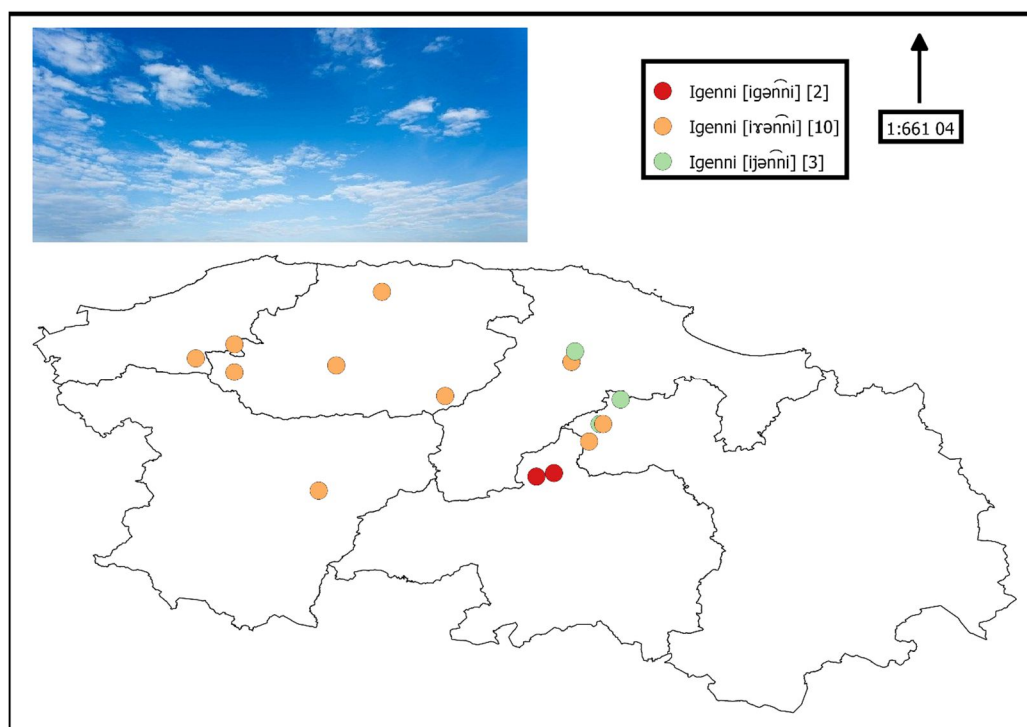 Igenni [igən͡ni] [2]
Igenni [iɤən͡ni] [10]
Igenni [ijən͡ni] [3]
1:661 04